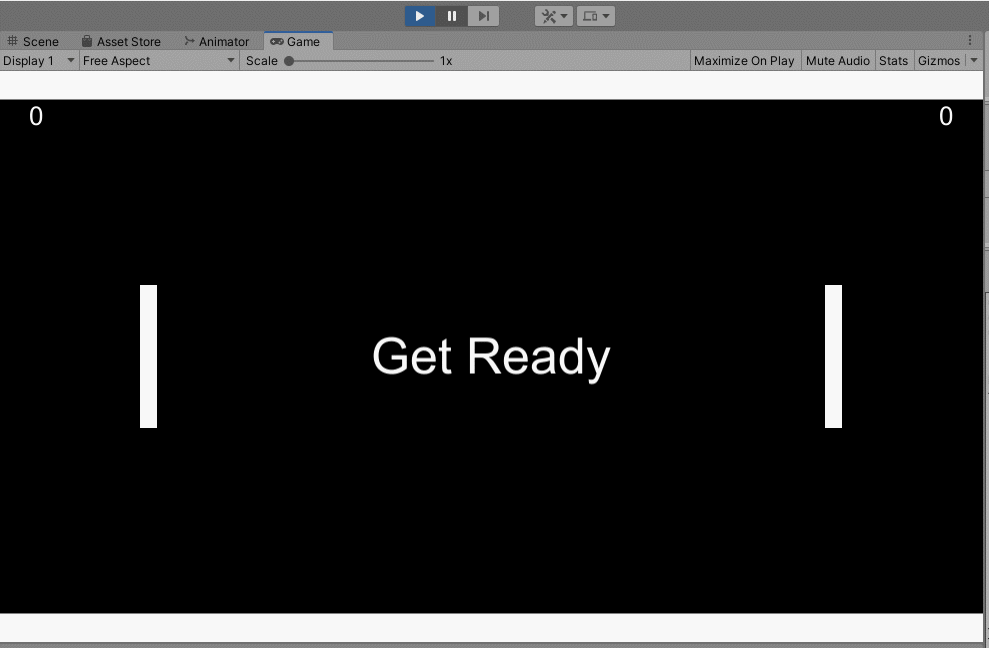 Scene Asset Store Animator Game
Display 1 Free Aspect Scale 1x Maximize On Play Mute Audio Stats Gizmos
0 0
Get Ready